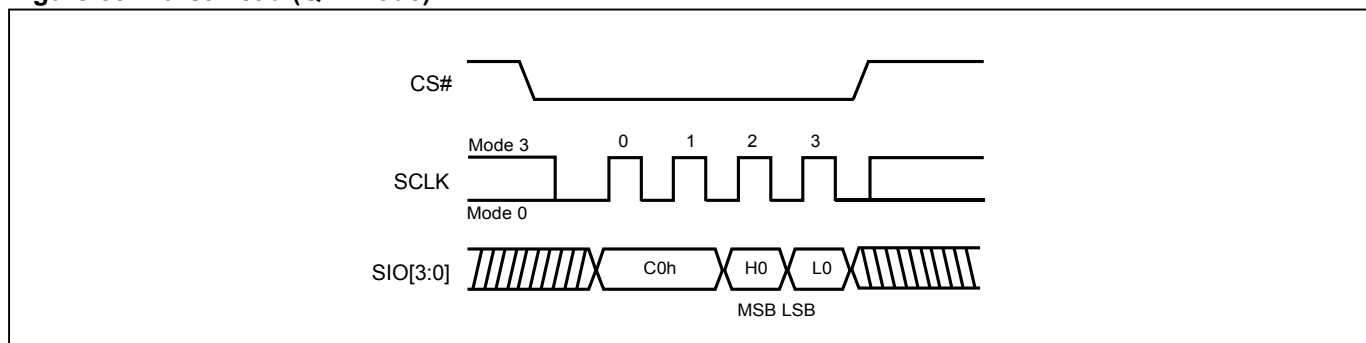 CS#
Mode 3
0 1 2 3
SCLK
Mode 0
SIO[3:0]
C0h H0 L0
MSB LSB